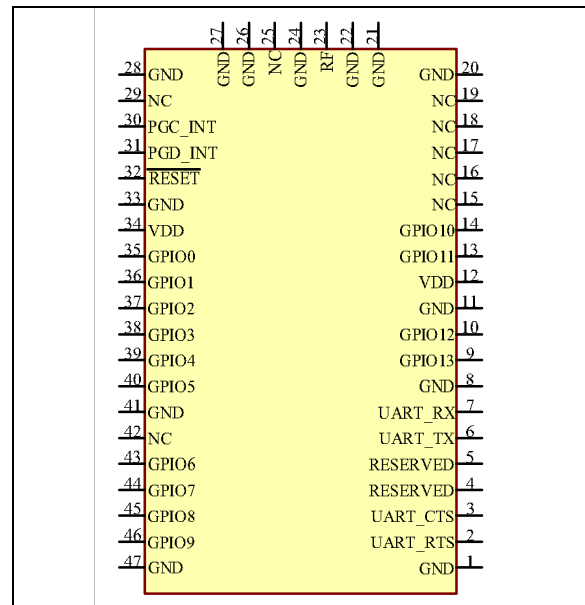 27 26 25 24 23 22 21
GND GND NC GND RF GND GND
28 GND GND 20
29 NC NC 19
30 PGC_INT NC 18
31 PGD_INT NC 17
32 RESET NC 16
33 GND NC 15
34 VDD GPIO10 14
35 GPIO0 GPIO11 13
36 GPIO1 VDD 12
37 GPIO2 GND 11
38 GPIO3 GPIO12 10
39 GPIO4 GPIO13 9
40 GPIO5 GND 8
41 GND UART_RX 7
42 NC UART_TX 6
43 GPIO6 RESERVED 5
44 GPIO7 RESERVED 4
45 GPIO8 UART_CTS 3
46 GPIO9 UART_RTS 2
47 GND GND 1